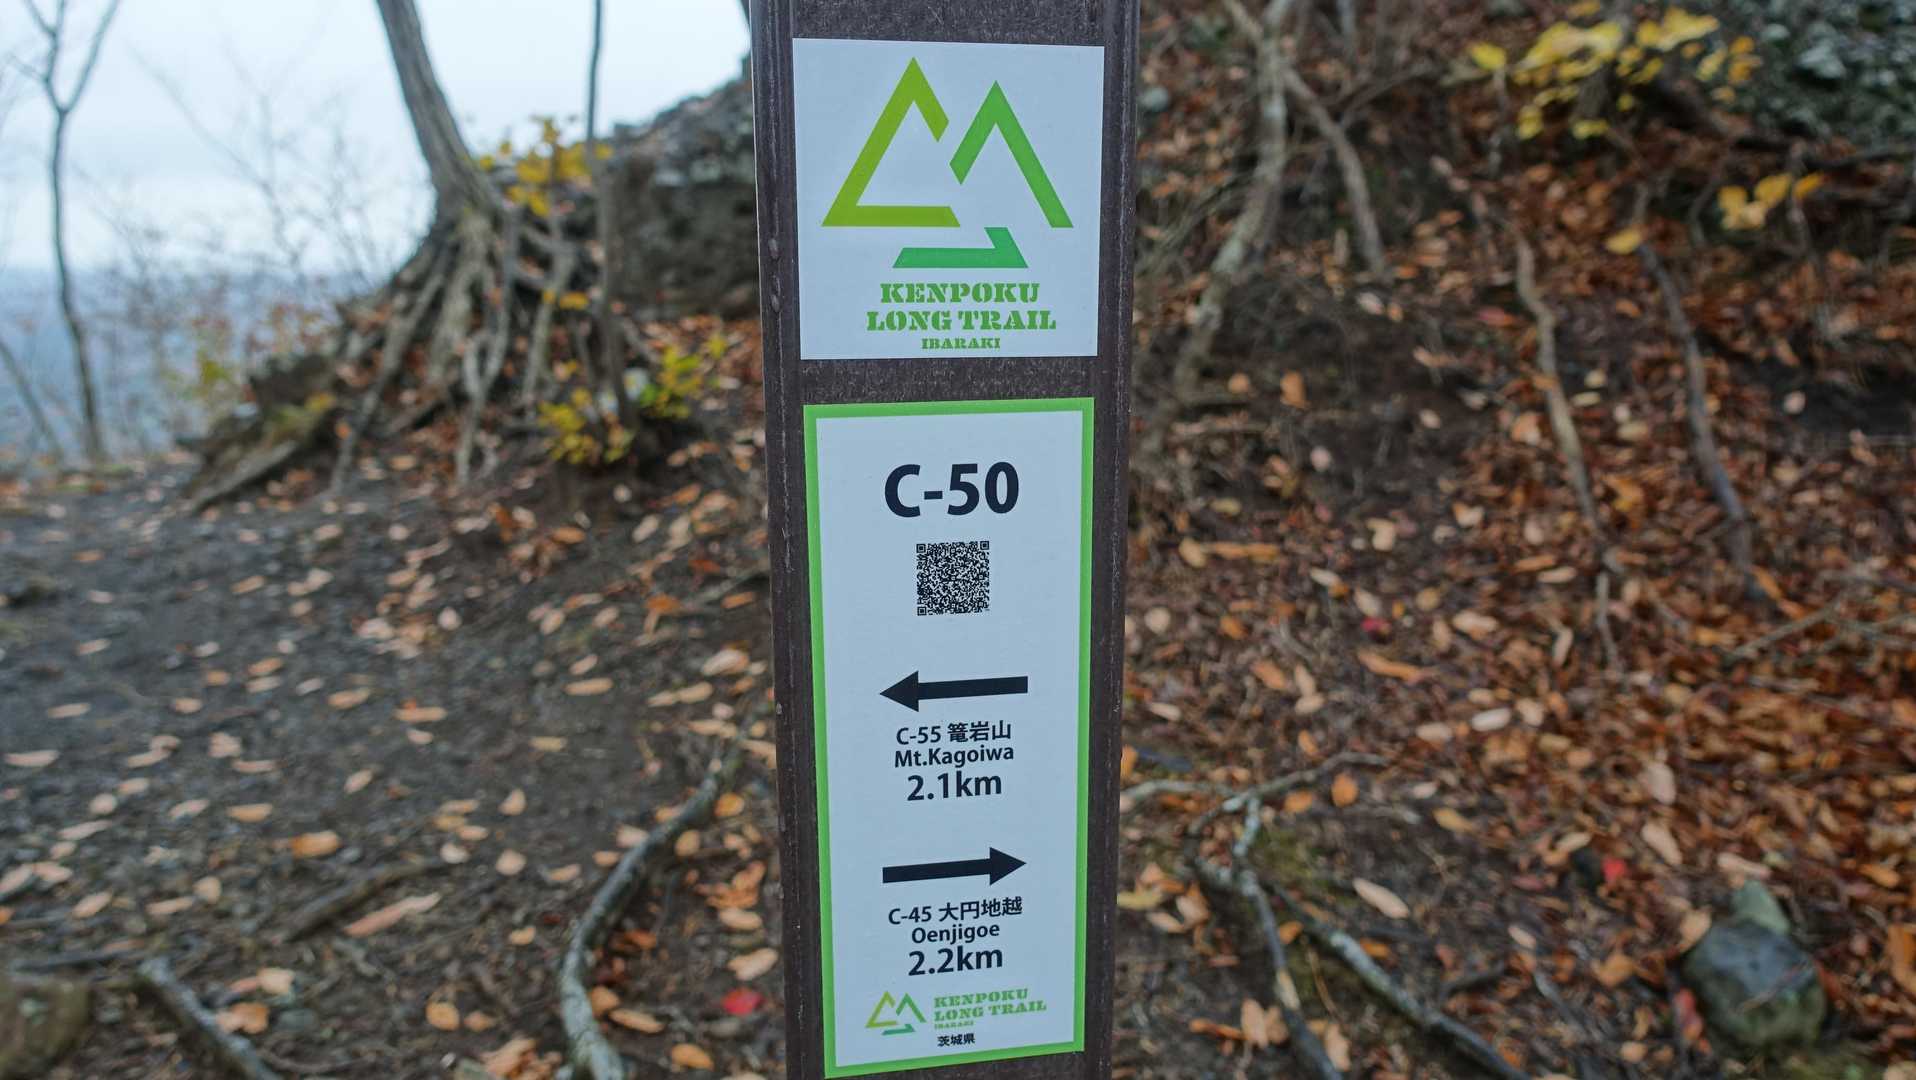 KENPOKU
LONG TRAIL
IBARAKI
C-50
C-55 篭岩山
Mt.Kagoiwa
2.1km
C-45 大円地越
Oenjigoe
2.2km
KENPOKU
LONG TRAIL
IBARAKI
茨城県